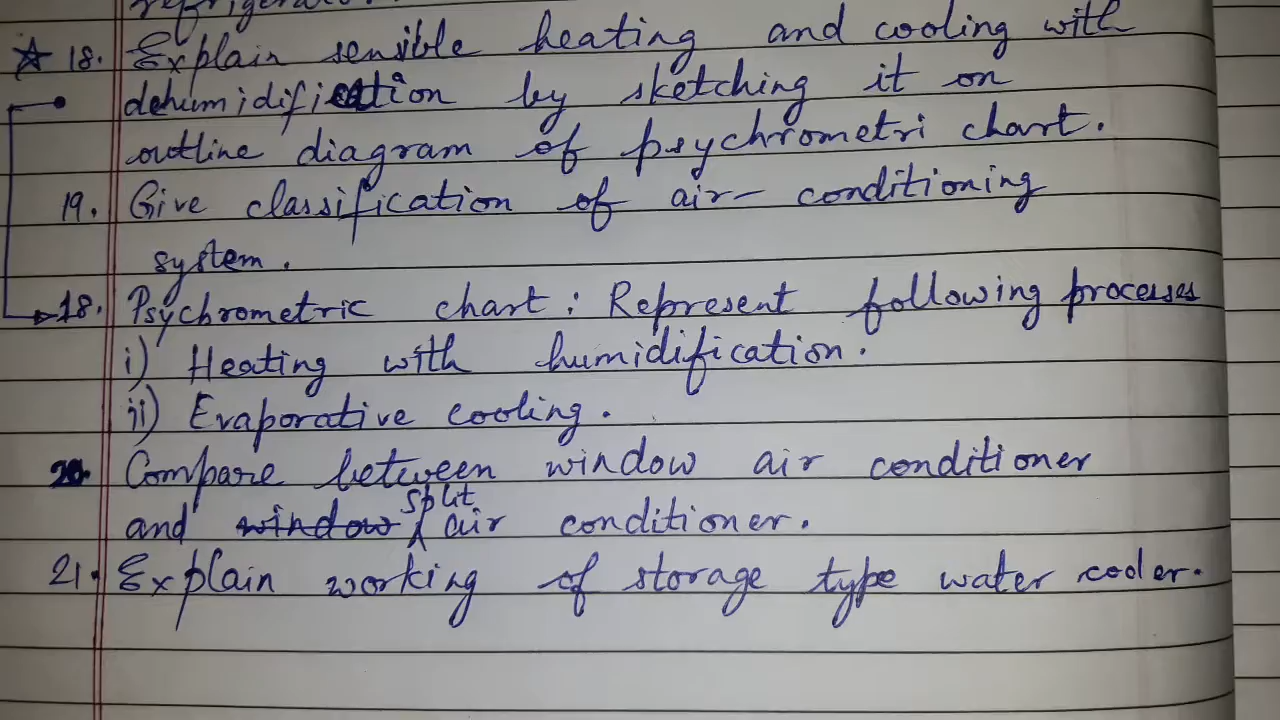 refrigerator.
18. Explain sensible heating and cooling with
dehumidification by sketching it on
outline diagram of psychrometri chart.
19. Give classification of air-conditioning
system.
18. Psychrometric chart: Represent following processes
i) Heating with humidification.
ii) Evaporative cooling.
20. Compare between window air conditioner
and window split air conditioner.
21. Explain working of storage type water cooler.